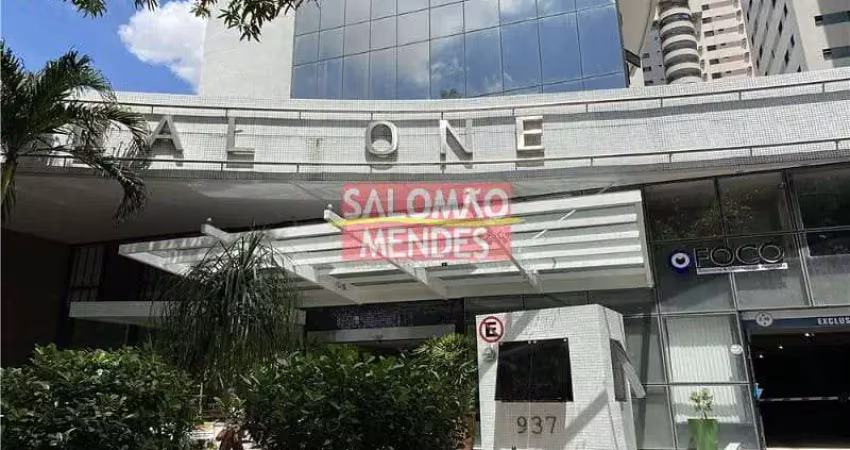 AL ONE
SALOMÃO
MENDES
FOCO
EXCLUS
E
937